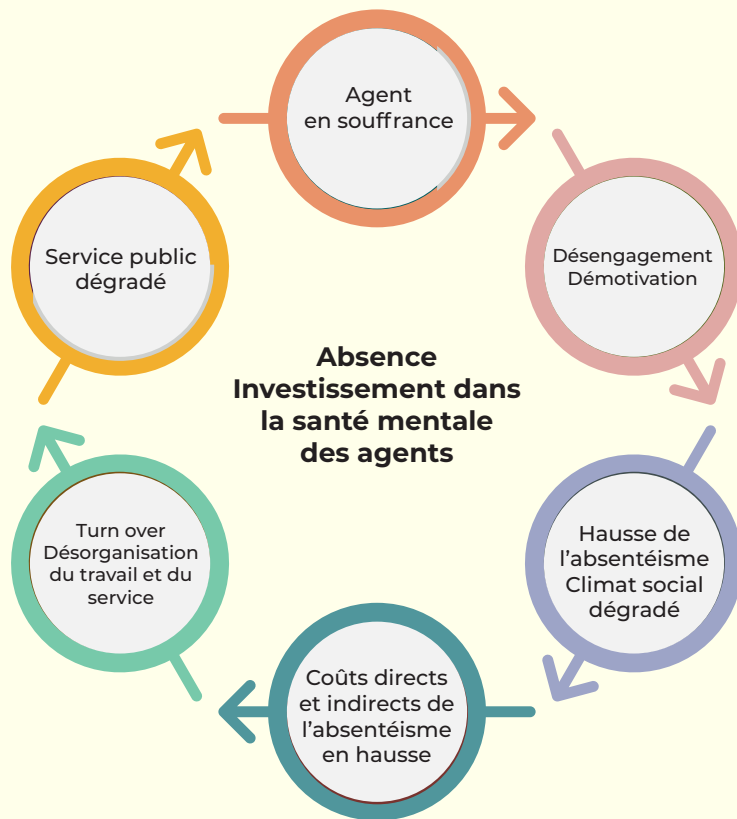 Agent
en souffrance
Désengagement
Démotivation
Hausse de
l'absentéisme
Climat social
dégradé
Coûts directs
et indirects de
l'absentéisme
en hausse
Turn over
Désorganisation
du travail et du
service
Service public
dégradé
Absence
Investissement dans
la santé mentale
des agents